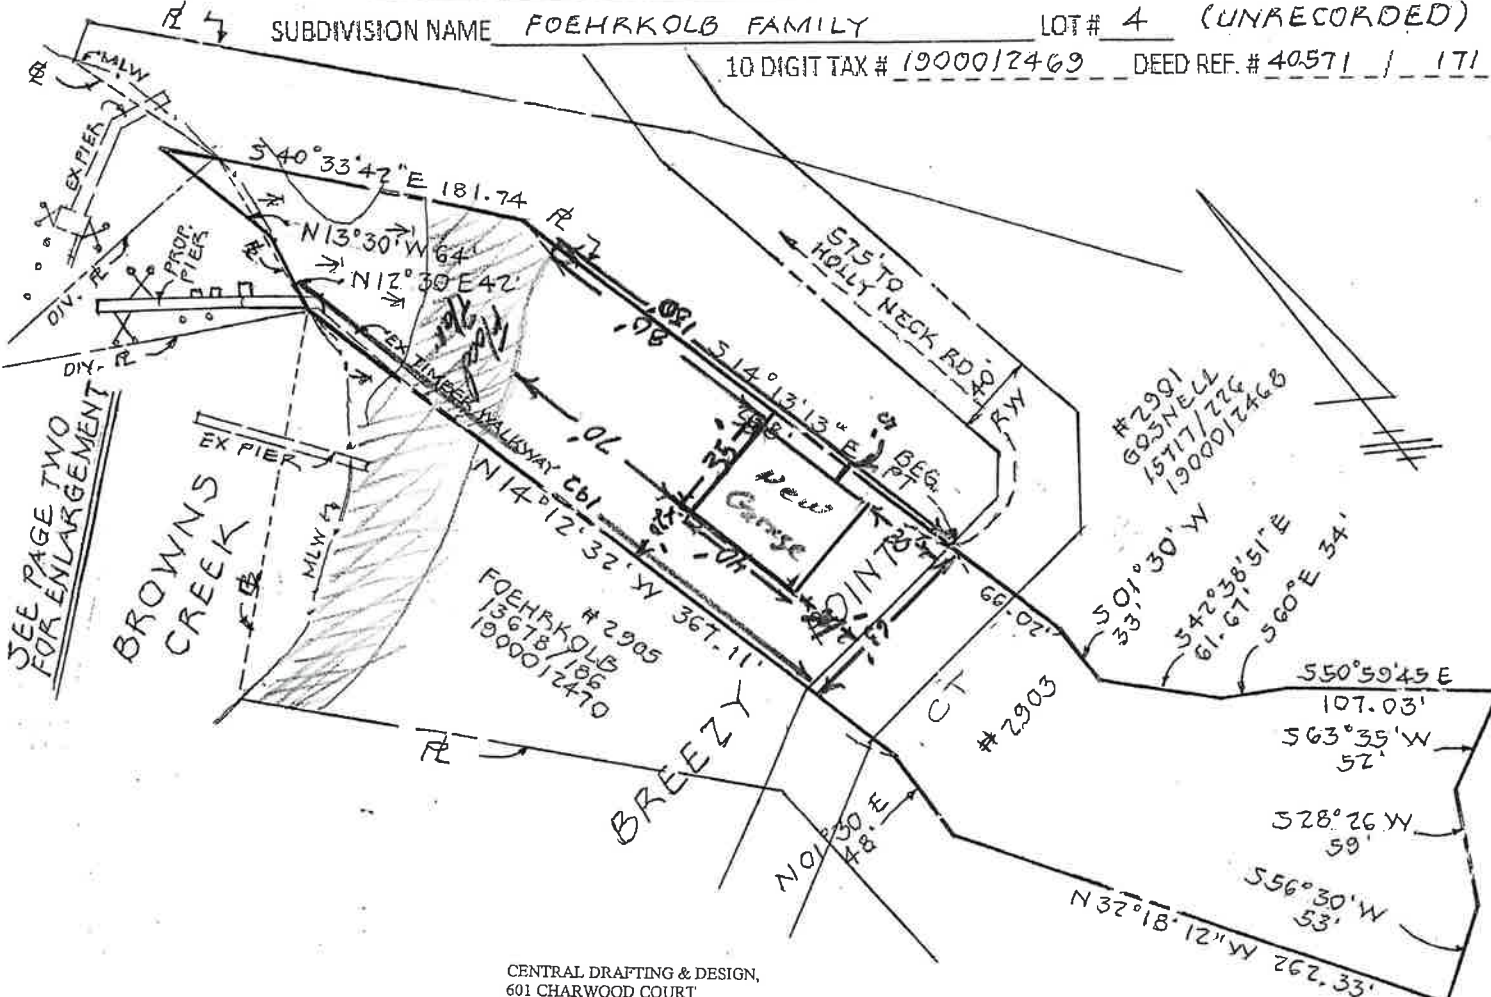 SUBDIVISION NAME FOEHRKOLB FAMILY LOT # 4 (UNRECORDED)
10 DIGIT TAX # 1900012469 DEED REF. # 40571 / 171
MLW
EX PIER
S 40°33'42"E 181.74
N13°30'W 64'
N12°30'E 42'
PROP. PIER
DIV.
DIV.
EX TIMBER WALKWAY
575' TO
HOLLY NECK RD
40'
RW
130'
S 14°13'13" E
BEG.
PT
70'
35'
40'
New
Garage
192
N 14°12'32" W 367.11'
EX PIER
MLW
BROWNS
CREEK
SEE PAGE TWO
FOR ENLARGEMENT
#2905
FOEHRKOLB
13678/186
1900012470
#2901
GOSNELL
15717/226
1900012468
BREEZY
POINT
CT
#2903
S 01°30' W
33'
S42°38'51"E
61.67'
S60°E 34'
S50°59'45 E
107.03'
S63°35'W
52'
S28°26 W
59'
S56°30'W
53'
N01°30 E
48'
N32°18'12"W 262.33'
CENTRAL DRAFTING & DESIGN,
601 CHARWOOD COURT